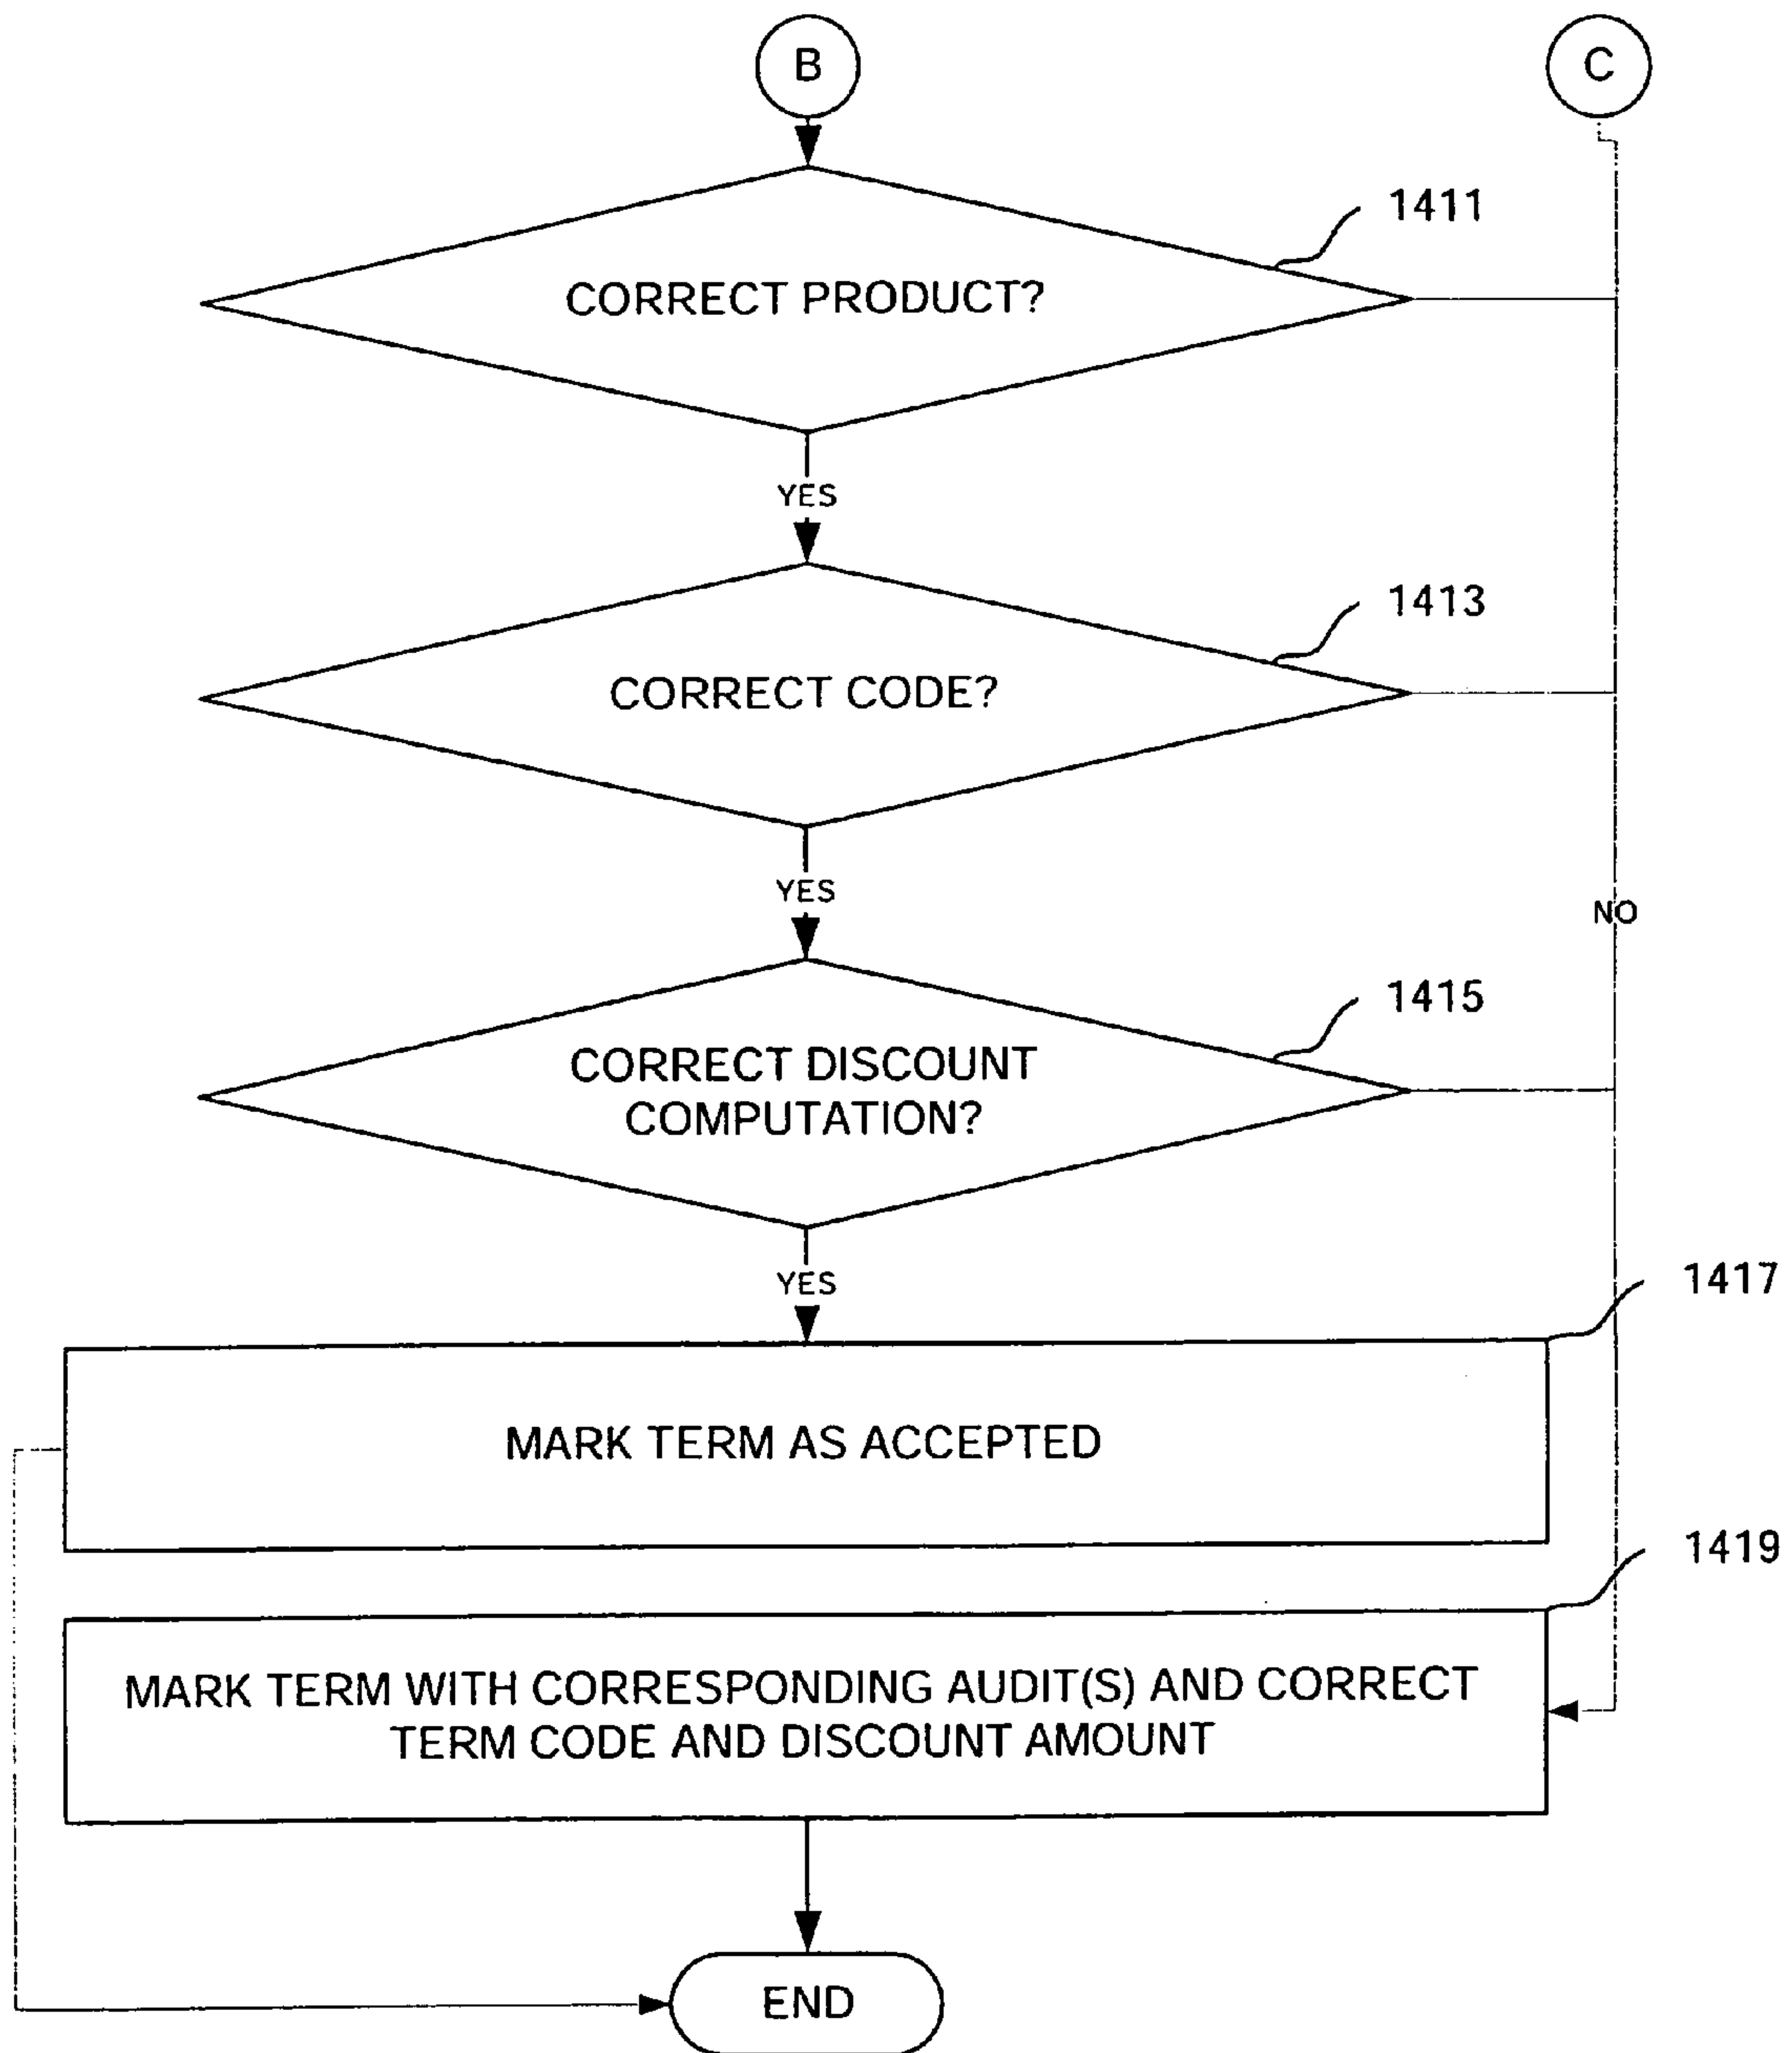 B
C
1411
CORRECT PRODUCT?
YES
1413
CORRECT CODE?
YES
NO
1415
CORRECT DISCOUNT
COMPUTATION?
YES
1417
MARK TERM AS ACCEPTED
1419
MARK TERM WITH CORRESPONDING AUDIT(S) AND CORRECT
TERM CODE AND DISCOUNT AMOUNT
END